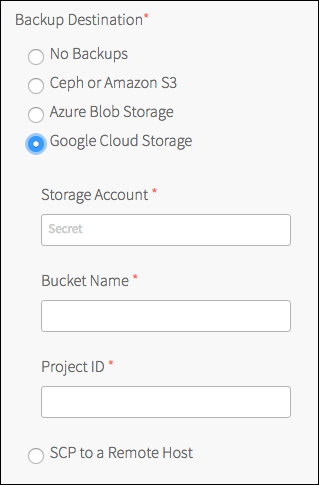 Backup Destination*
No Backups
Ceph or Amazon S3
Azure Blob Storage
Google Cloud Storage
Storage Account *
Secret
Bucket Name *
Project ID *
SCP to a Remote Host